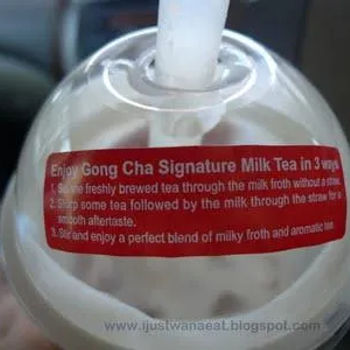 Enjoy Gong Cha Signature Milk Tea in 3 ways
1. Sip the freshly brewed tea through the milk froth without a straw.
2. Slurp some tea followed by the milk through the straw for a
smooth aftertaste.
3. Stir and enjoy a perfect blend of milky froth and aromatic tea.
www.ijustwanaeat.blogspot.com